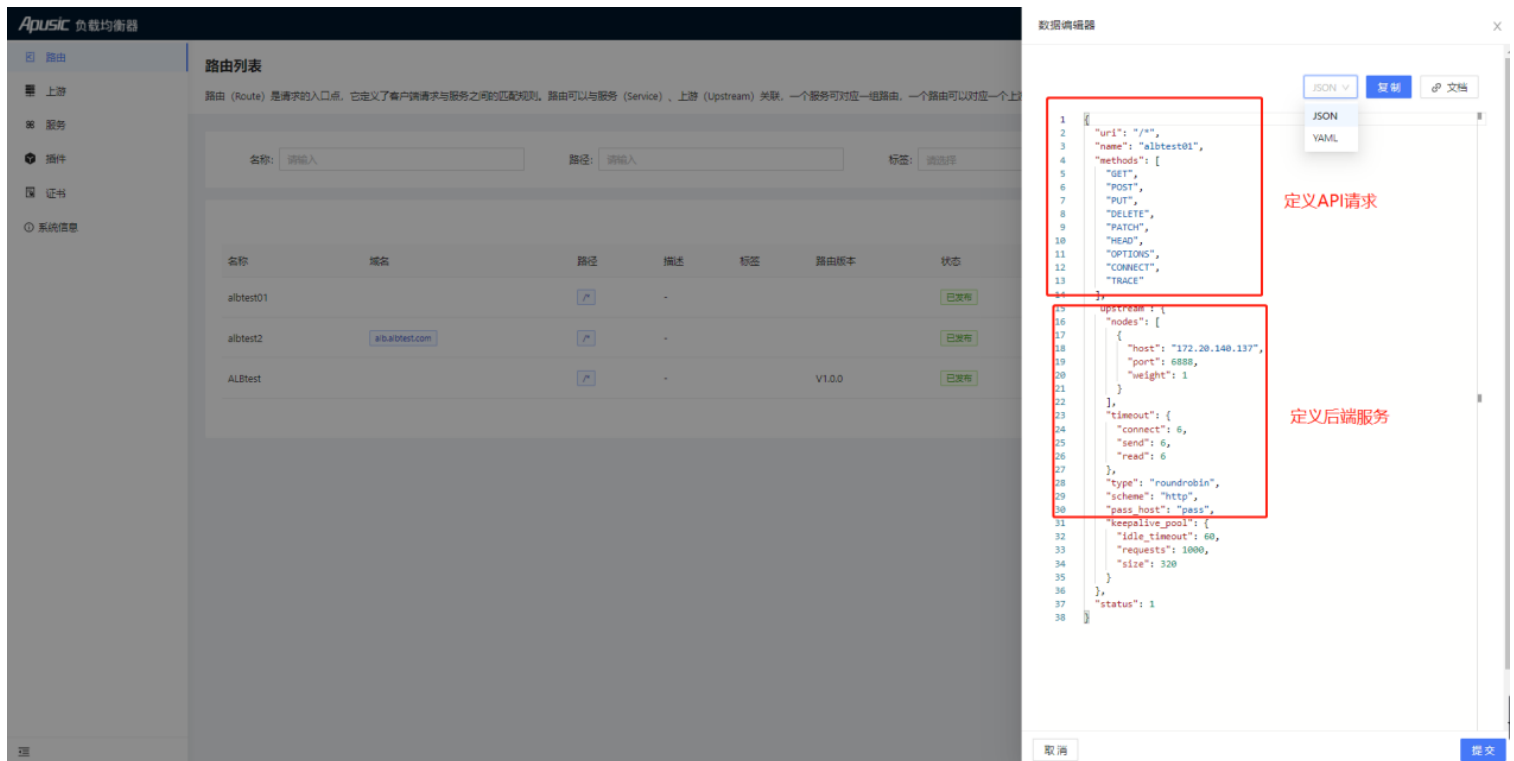 Apusic 负载均衡器
路由
上游
服务
插件
证书
系统信息
路由列表
路由（Route）是请求的入口点，它定义了客户端请求与服务之间的匹配规则。路由可以与服务（Service）、上游（Upstream）关联，一个服务可对应一组路由，一个路由可以对应一个上
名称: 请输入 路径: 请输入 标签: 请选择
名称 域名 路径 描述 标签 路由版本 状态
albtest01 /* - 已发布
albtest2 alb.albtest.com /* - 已发布
ALBtest /* - V1.0.0 已发布
数据编辑器
JSON 复制 文档
JSON
YAML
1 {
2 "uri": "/*",
3 "name": "albtest01",
4 "methods": [
5 "GET",
6 "POST",
7 "PUT",
8 "DELETE",
9 "PATCH",
10 "HEAD",
11 "OPTIONS",
12 "CONNECT",
13 "TRACE"
14 ],
定义API请求
15 "upstream": {
16 "nodes": [
17 {
18 "host": "172.20.140.137",
19 "port": 6888,
20 "weight": 1
21 }
22 ],
23 "timeout": {
24 "connect": 6,
25 "send": 6,
26 "read": 6
27 },
28 "type": "roundrobin",
29 "scheme": "http",
30 "pass_host": "pass",
定义后端服务
31 "keepalive_pool": {
32 "idle_timeout": 60,
33 "requests": 1000,
34 "size": 320
35 }
36 },
37 "status": 1
38 }
取消 提交